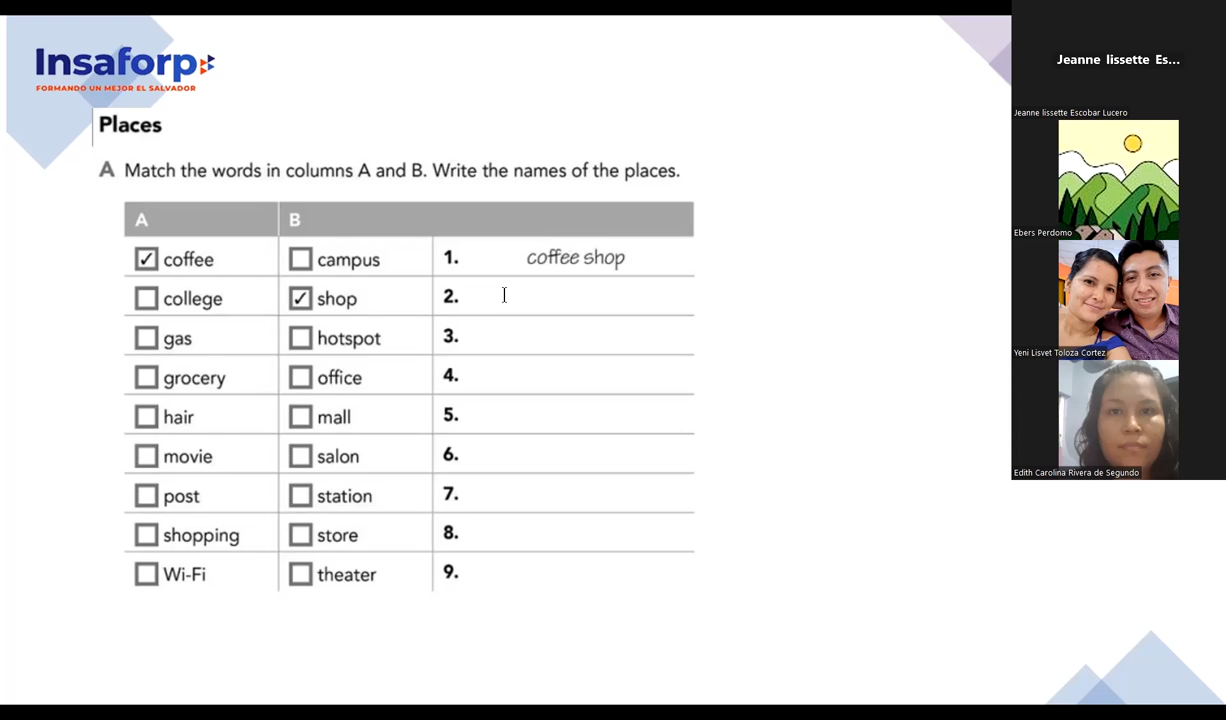 Insaforp
FORMANDO UN MEJOR EL SALVADOR
Places
A Match the words in columns A and B. Write the names of the places.
A B
✓ coffee campus 1. coffee shop
college ✓ shop 2.
gas hotspot 3.
grocery office 4.
hair mall 5.
movie salon 6.
post station 7.
shopping store 8.
Wi-Fi theater 9.
Jeanne lissette Es...
Jeanne lissette Escobar Lucero
Ebers Perdomo
Yeni Lisvet Toloza Cortez
Edith Carolina Rivera de Segundo